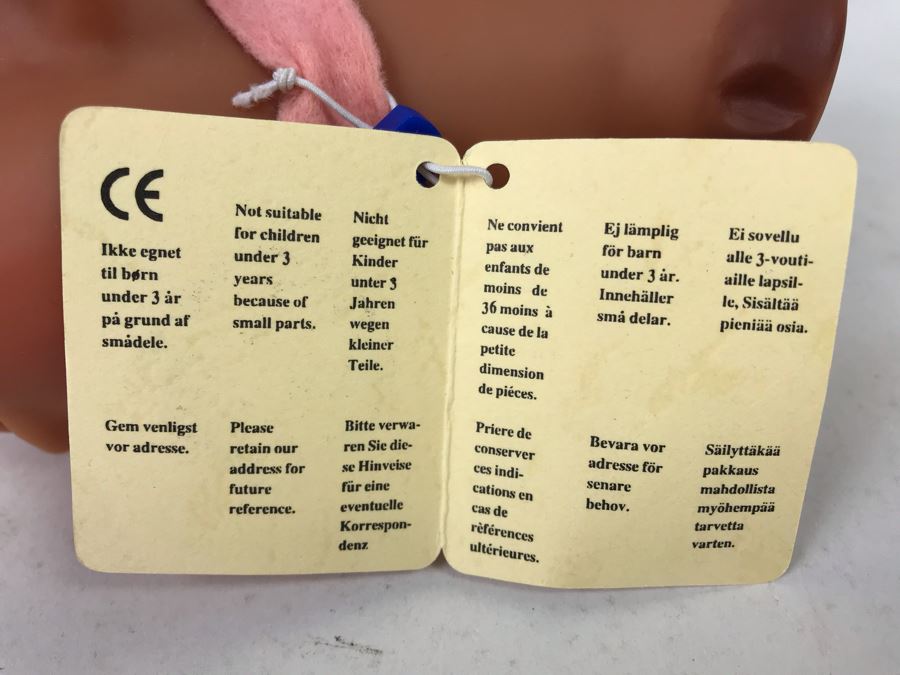 CE
Ikke egnet
til børn
under 3 år
på grund af
smådele.
Not suitable
for children
under 3
years
because of
small parts.
Nicht
geeignet für
Kinder
unter 3
Jahren
wegen
kleiner
Teile.
Gem venligst
vor adresse.
Please
retain our
address for
future
reference.
Bitte verwa-
ren Sie die-
se Hinveise
für eine
eventuelle
Korrespon-
denz
Ne convient
pas aux
enfants de
moins de
36 moins à
cause de la
petite
dimension
de piéces.
Ej lämplig
för barn
under 3 år.
Innehåller
små delar.
Ei sovellu
alle 3-vouti-
aille lapsil-
le, Sisältää
pieniää osia.
Priere de
conserver
ces indi-
cations en
cas de
rèférences
ultérieures.
Bevara vor
adresse för
senare
behov.
Säilyttäkää
pakkaus
mahdollista
myöhempää
tarvetta
varten.